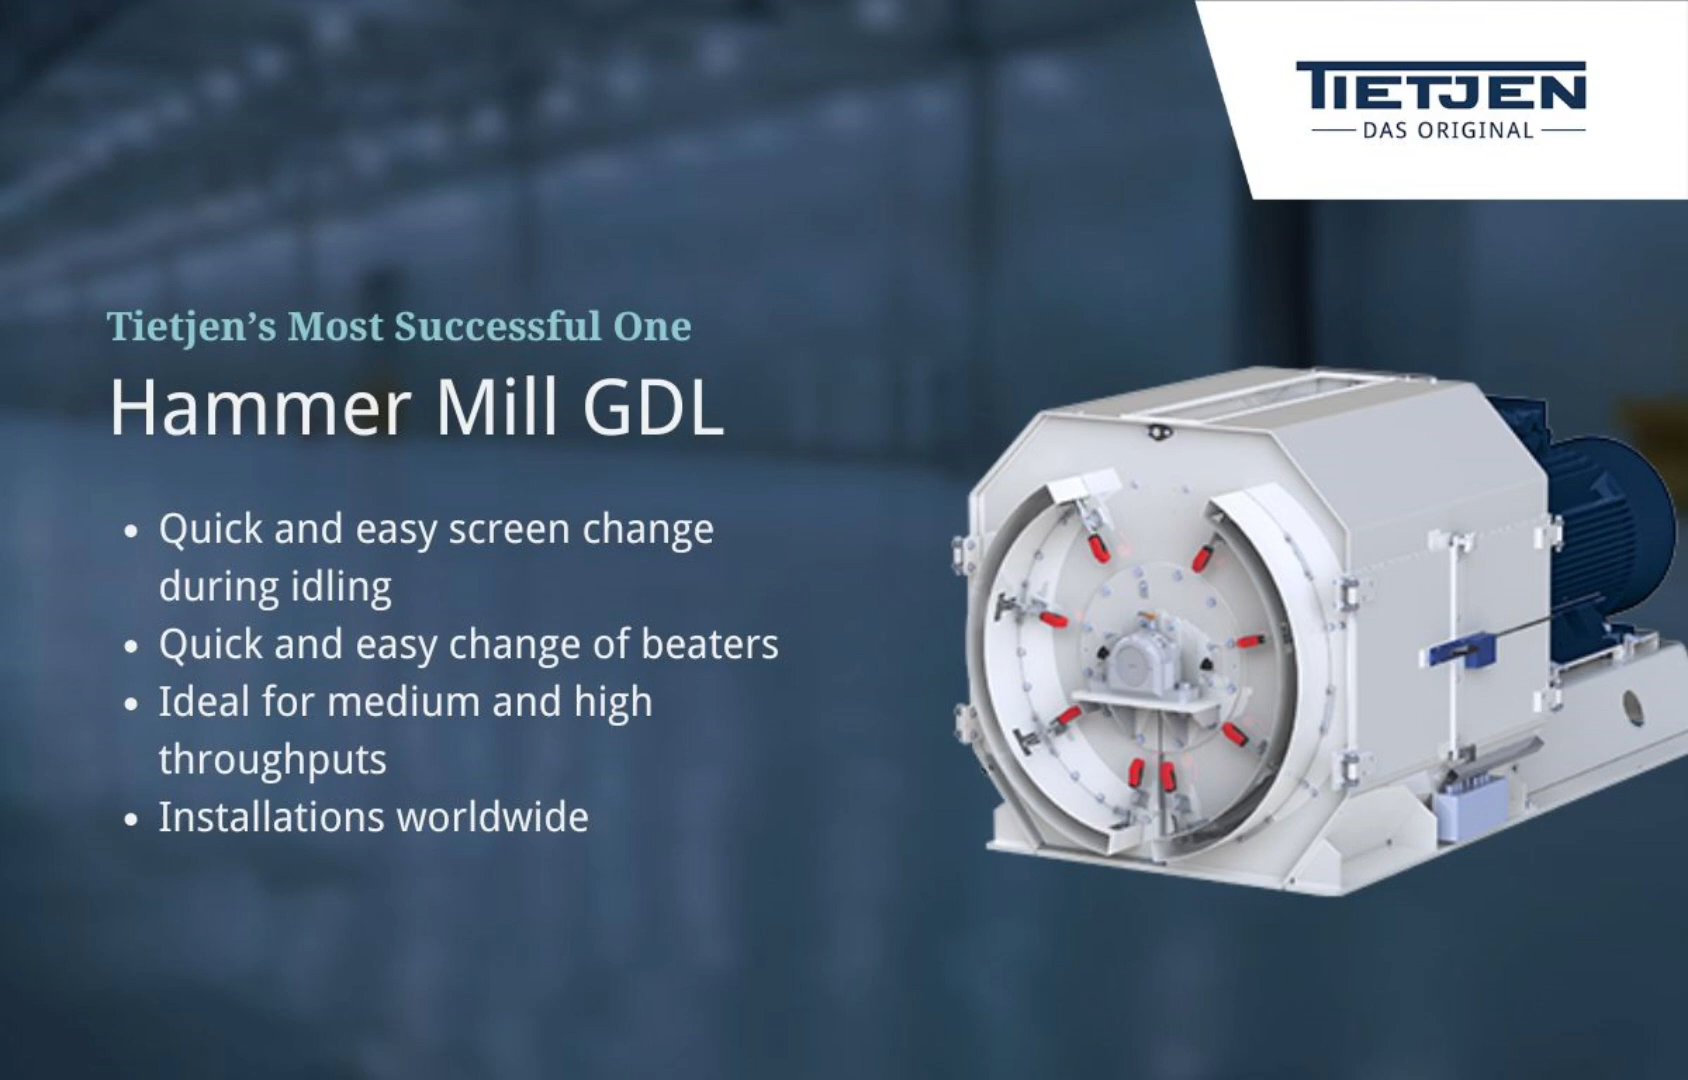 TIETJEN
DAS ORIGINAL
Tietjen’s Most Successful One
Hammer Mill GDL
• Quick and easy screen change
during idling
• Quick and easy change of beaters
• Ideal for medium and high
throughputs
• Installations worldwide